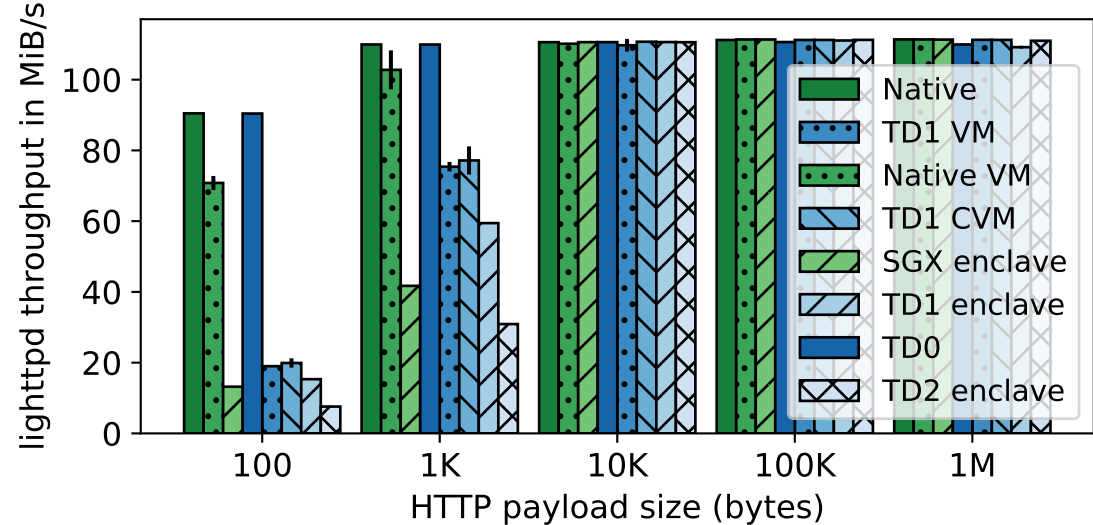 lighttpd throughput in MiB/s
100
80
60
40
20
0
Native
TD1 VM
Native VM
TD1 CVM
SGX enclave
TD1 enclave
TD0
TD2 enclave
100 1K 10K 100K 1M
HTTP payload size (bytes)